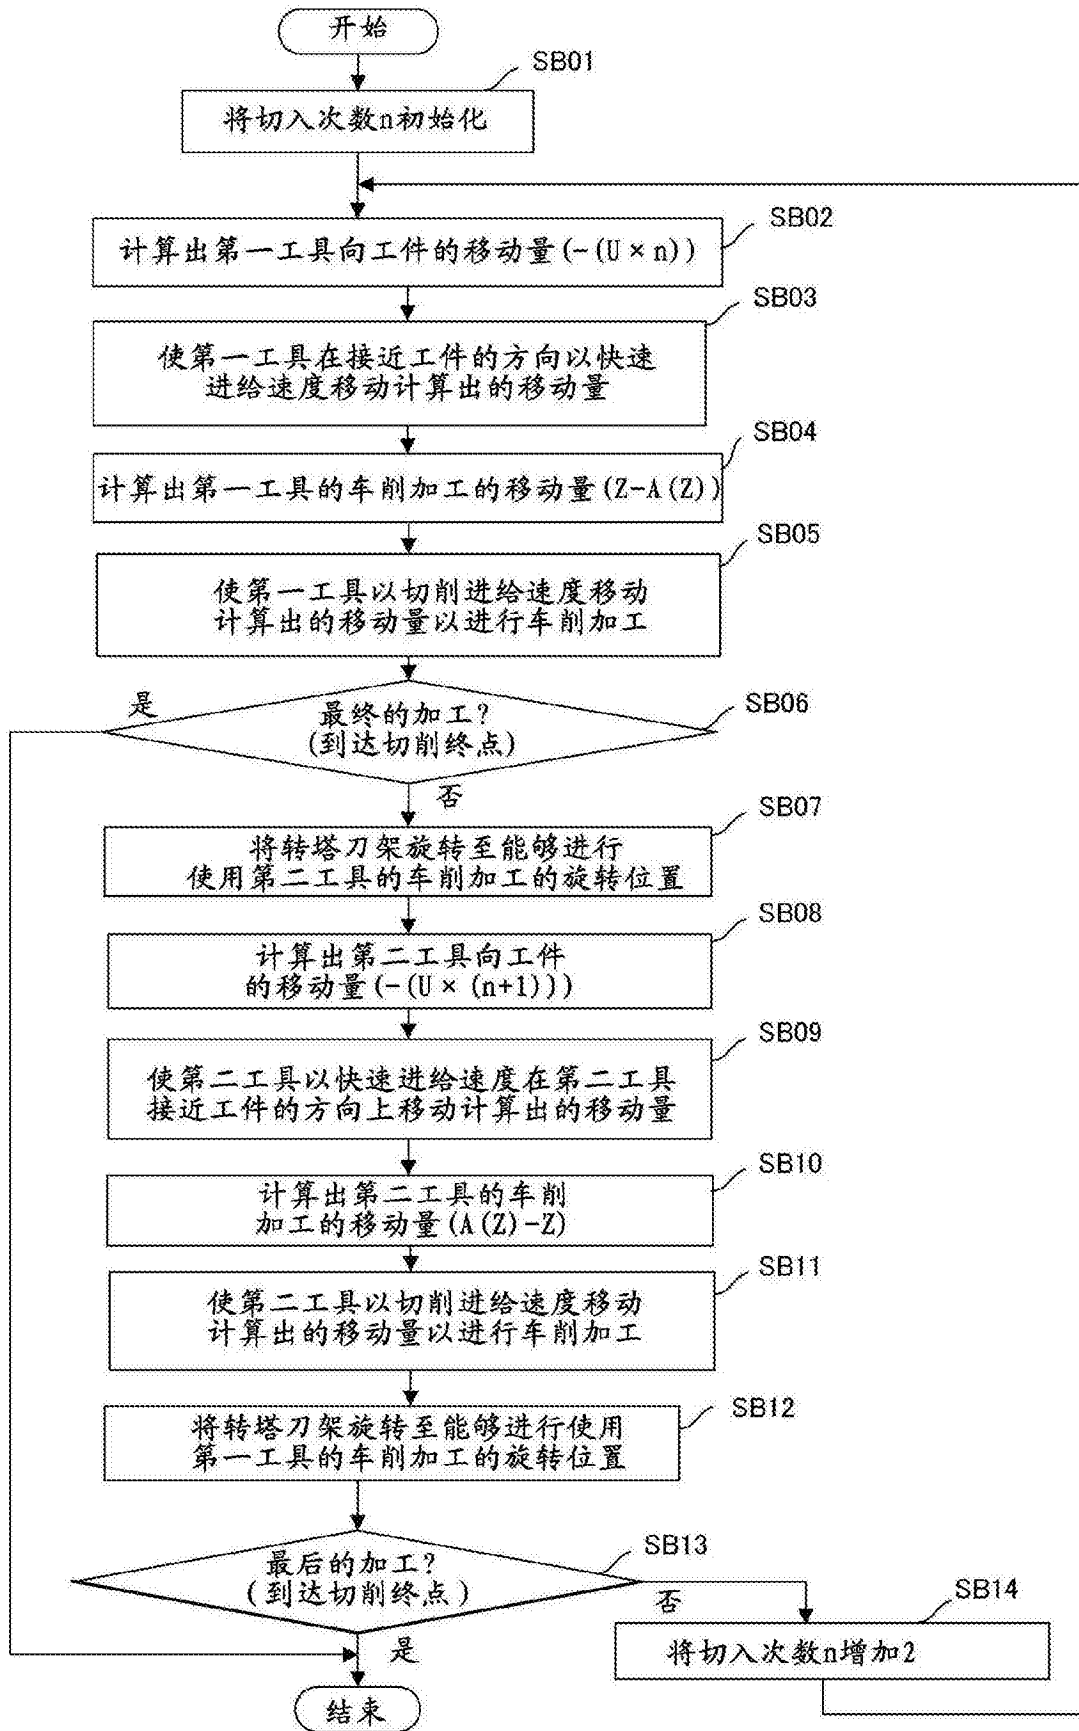 开始
SB01
将切入次数n初始化
SB02
计算出第一工具向工件的移动量(-(U×n))
SB03
使第一工具在接近工件的方向以快速
进给速度移动计算出的移动量
SB04
计算出第一工具的车削加工的移动量(Z-A(Z))
SB05
使第一工具以切削进给速度移动
计算出的移动量以进行车削加工
是
SB06
最终的加工?
(到达切削终点)
否
SB07
将转塔刀架旋转至能够进行
使用第二工具的车削加工的旋转位置
SB08
计算出第二工具向工件
的移动量(-(U×(n+1)))
SB09
使第二工具以快速进给速度在第二工具
接近工件的方向上移动计算出的移动量
SB10
计算出第二工具的车削
加工的移动量(A(Z)-Z)
SB11
使第二工具以切削进给速度移动
计算出的移动量以进行车削加工
SB12
将转塔刀架旋转至能够进行使用
第一工具的车削加工的旋转位置
SB13
最后的加工?
(到达切削终点)
否
SB14
将切入次数n增加2
是
结束